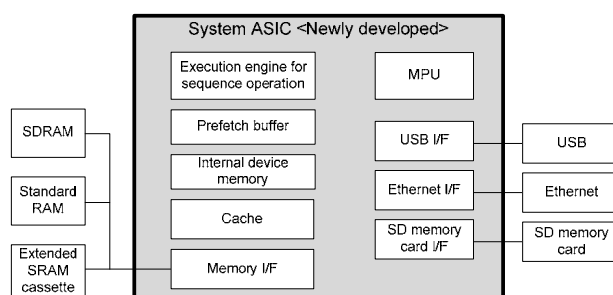 System ASIC <Newly developed>
Execution engine for
sequence operation
Prefetch buffer
Internal device
memory
Cache
Memory I/F
MPU
USB I/F
Ethernet I/F
SD memory
card I/F
SDRAM
Standard
RAM
Extended
SRAM
cassette
USB
Ethernet
SD memory
card